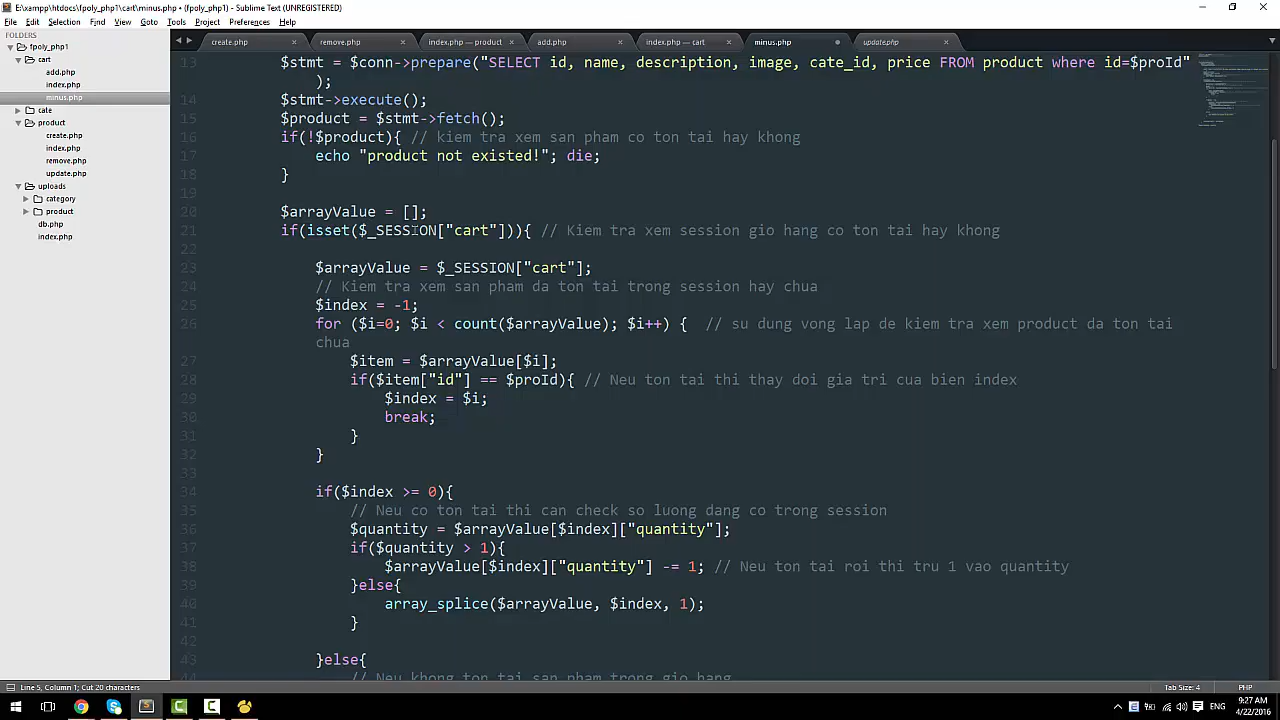 E:\xampp\htdocs\fpoly_php1\cart\minus.php • (fpoly_php1) - Sublime Text (UNREGISTERED)
File Edit Selection Find View Goto Tools Project Preferences Help
FOLDERS
fpoly_php1
cart
add.php
index.php
minus.php
cate
product
create.php
index.php
remove.php
update.php
uploads
category
product
db.php
index.php
create.php
remove.php
index.php — product
add.php
index.php — cart
minus.php
update.php
13 $stmt = $conn->prepare("SELECT id, name, description, image, cate_id, price FROM product where id=$proId"
);
14 $stmt->execute();
15 $product = $stmt->fetch();
16 if(!$product){ // kiem tra xem san pham co ton tai hay khong
17 echo "product not existed!"; die;
18 }
19
20 $arrayValue = [];
21 if(isset($_SESSION["cart"])){ // Kiem tra xem session gio hang co ton tai hay khong
22
23 $arrayValue = $_SESSION["cart"];
24 // Kiem tra xem san pham da ton tai trong session hay chua
25 $index = -1;
26 for ($i=0; $i < count($arrayValue); $i++) { // su dung vong lap de kiem tra xem product da ton tai
chua
27 $item = $arrayValue[$i];
28 if($item["id"] == $proId){ // Neu ton tai thi thay doi gia tri cua bien index
29 $index = $i;
30 break;
31 }
32 }
33
34 if($index >= 0){
35 // Neu co ton tai thi can check so luong dang co trong session
36 $quantity = $arrayValue[$index]["quantity"];
37 if($quantity > 1){
38 $arrayValue[$index]["quantity"] -= 1; // Neu ton tai roi thi tru 1 vao quantity
39 }else{
40 array_splice($arrayValue, $index, 1);
41 }
42
43 }else{
44 // Neu khong ton tai san pham trong gio hang
Line 5, Column 1; Cut 20 characters
Tab Size: 4
PHP
ENG
9:27 AM
4/22/2016